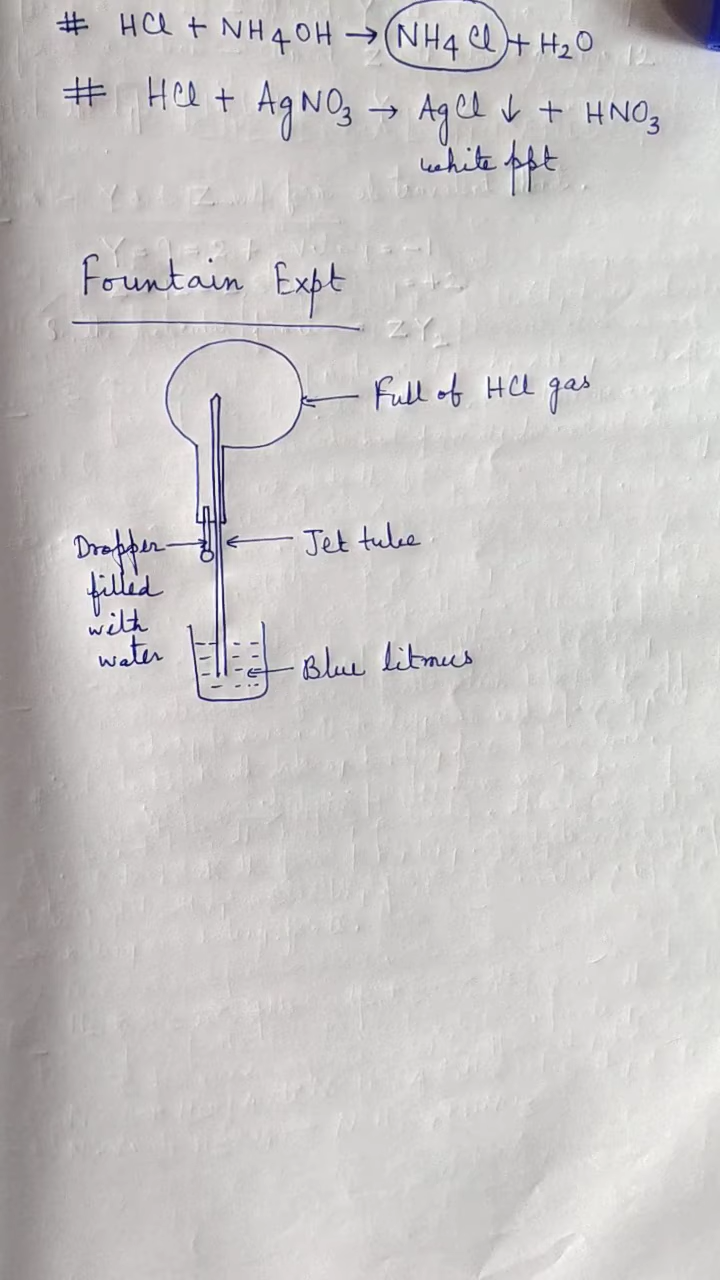 # HCl + NH4OH → NH4Cl + H2O
# HCl + AgNO3 → AgCl ↓ + HNO3
white ppt
Fountain Expt
Full of HCl gas
Dropper
filled
with
water
Jet tube
Blue litmus